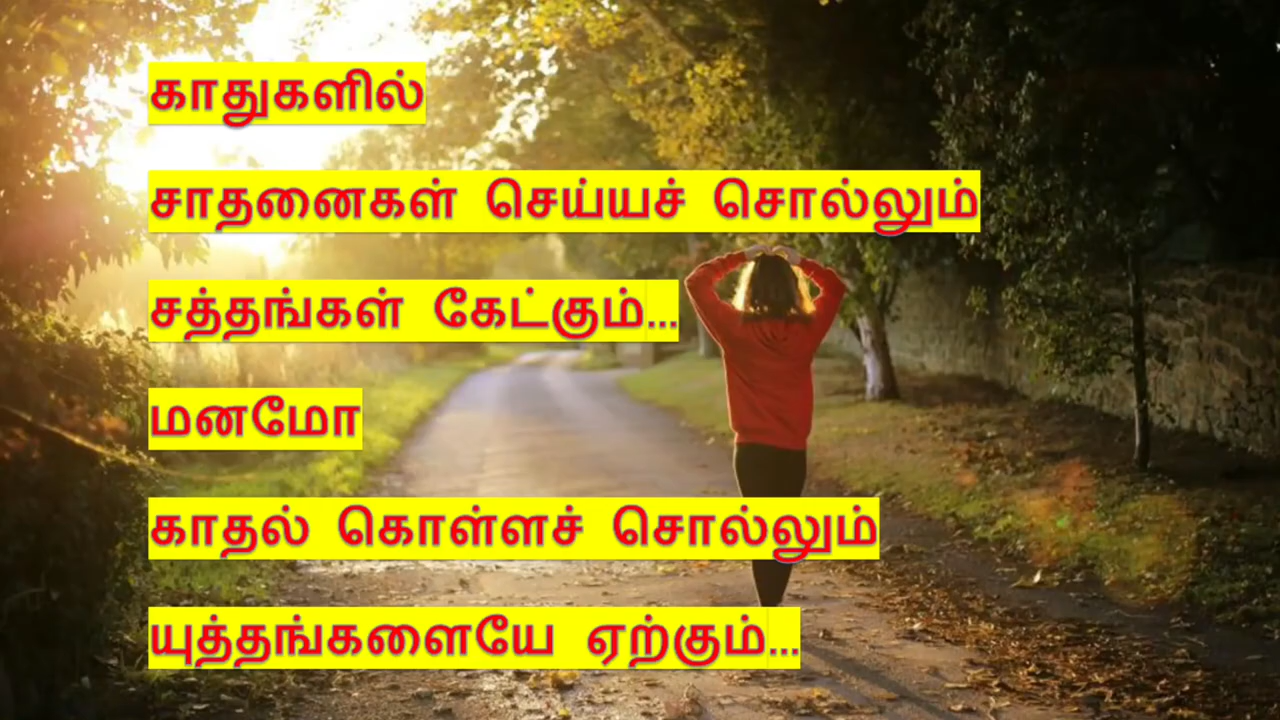 காதுகளில்
சாதனைகள் செய்யச் சொல்லும்
சத்தங்கள் கேட்கும்...
மனமோ
காதல் கொள்ளச் சொல்லும்
யுத்தங்களையே ஏற்கும்...